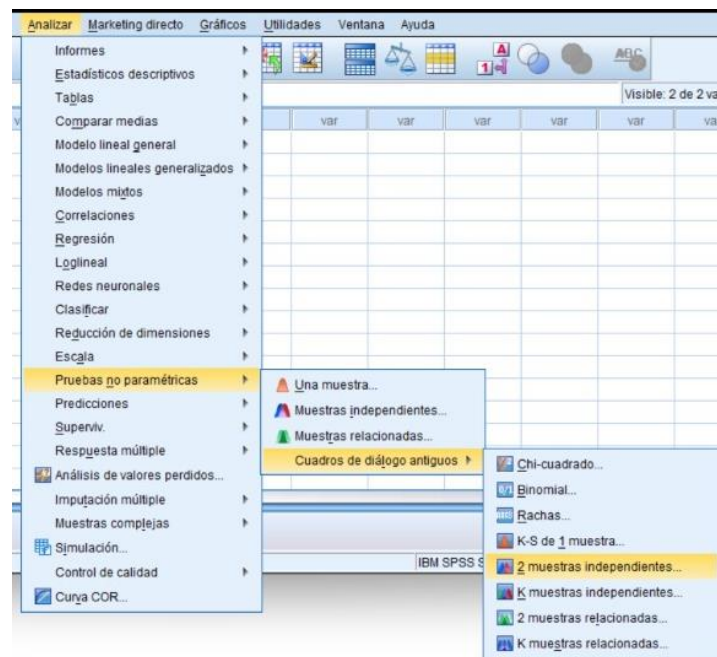 Analizar Marketing directo Gráficos Utilidades Ventana Ayuda
A
1
ABC
Visible: 2 de 2 va
var var var var var va
Informes
Estadísticos descriptivos
Tablas
Comparar medias
Modelo lineal general
Modelos lineales generalizados
Modelos mixtos
Correlaciones
Regresión
Loglineal
Redes neuronales
Clasificar
Reducción de dimensiones
Escala
Pruebas no paramétricas
Predicciones
Superviv.
Respuesta múltiple
Análisis de valores perdidos...
Imputación múltiple
Muestras complejas
Simulación...
Control de calidad
Curva COR...
Una muestra...
Muestras independientes...
Muestras relacionadas...
Cuadros de diálogo antiguos
IBM SPSS S
Chi-cuadrado...
0/1 Binomial...
Rachas...
K-S de 1 muestra...
2 muestras independientes...
K muestras independientes...
2 muestras relacionadas...
K muestras relacionadas...